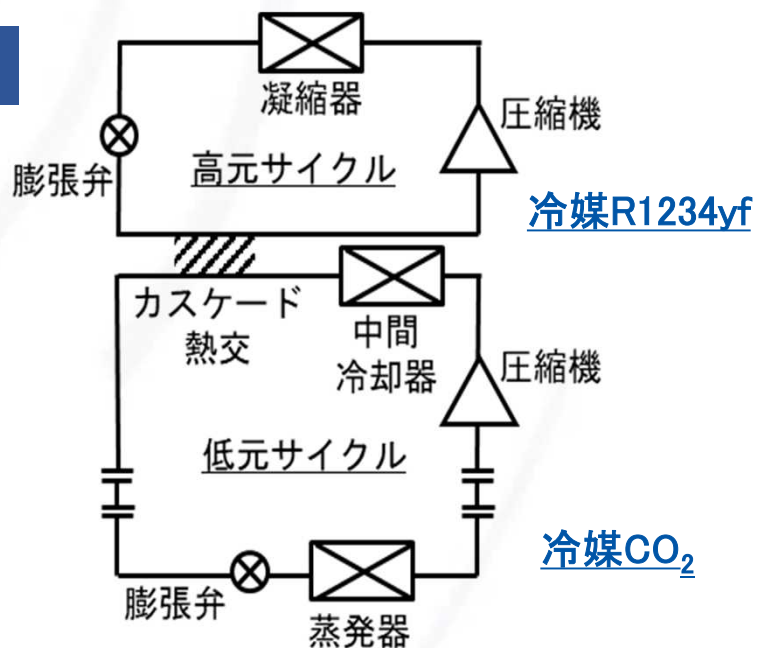 凝縮器
圧縮機
膨張弁
高元サイクル
冷媒R1234yf
カスケード
熱交
中間
冷却器
圧縮機
低元サイクル
冷媒CO₂
膨張弁
蒸発器